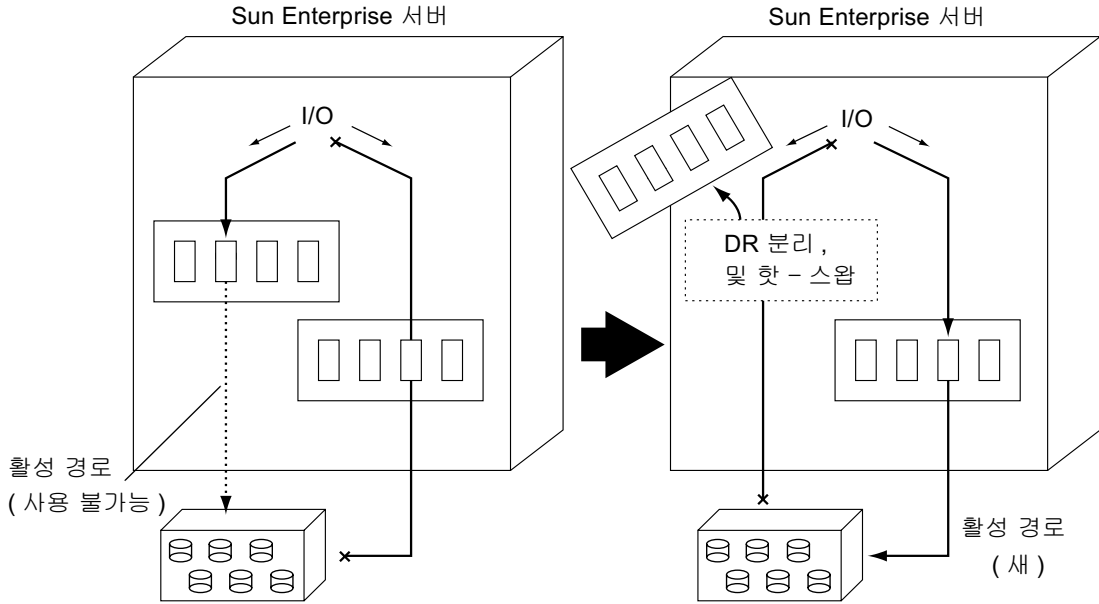 Sun Enterprise 서버
I/O
활성 경로
( 사용 불가능 )
Sun Enterprise 서버
I/O
DR 분리 ,
및 핫 – 스왑
활성 경로
( 새 )